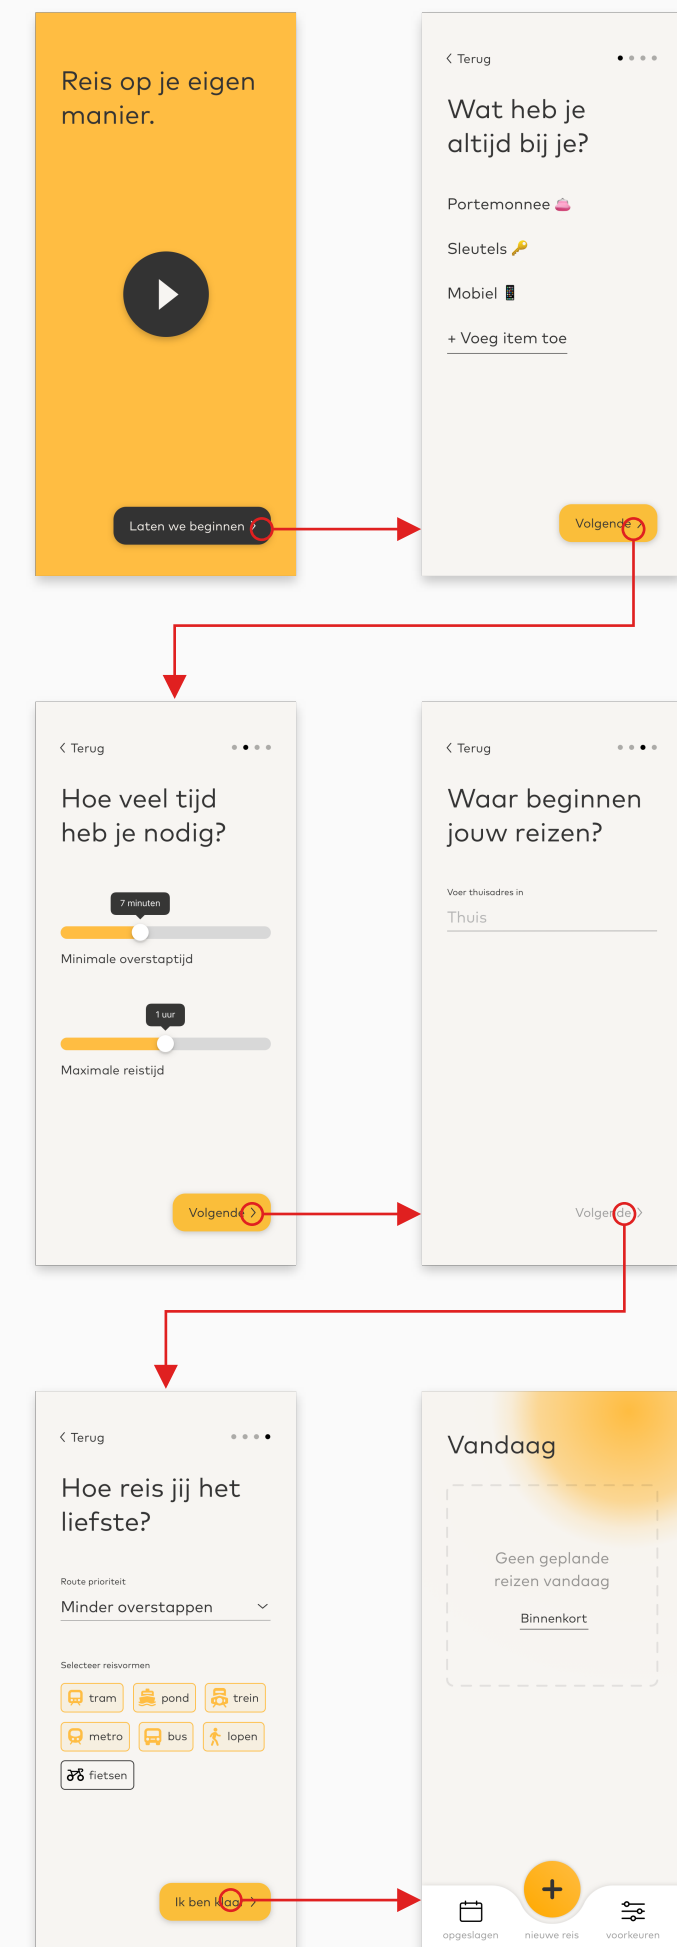 Reis op je eigen
manier.
Laten we beginnen
Terug
Wat heb je
altijd bij je?
Portemonnee
Sleutels
Mobiel
+ Voeg item toe
Volgende
Terug
Hoe veel tijd
heb je nodig?
7 minuten
Minimale overstaptijd
1 uur
Maximale reistijd
Volgende
Terug
Waar beginnen
jouw reizen?
Voer thuisadres in
Thuis
Volgende
Terug
Hoe reis jij het
liefste?
Route prioriteit
Minder overstappen
Selecteer reisvormen
tram
pond
trein
metro
bus
lopen
fietsen
Ik ben klaar
Vandaag
Geen geplande
reizen vandaag
Binnenkort
opgeslagen
nieuwe reis
voorkeuren